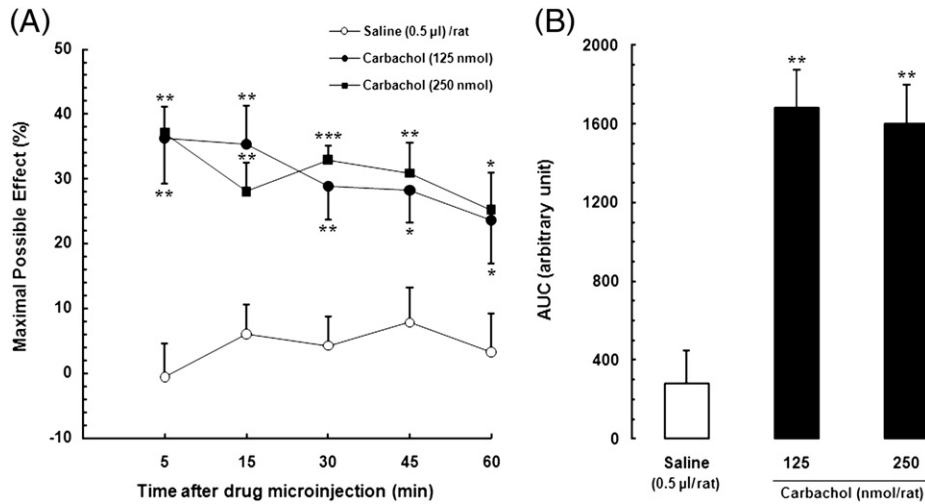 (A)
Saline (0.5 µl) /rat
Carbachol (125 nmol)
Carbachol (250 nmol)
Maximal Possible Effect (%)
50
40
30
20
10
0
-10
** ** *** ** *
** ** ** * *
5 15 30 45 60
Time after drug microinjection (min)
(B)
AUC (arbitrary unit)
2000
1600
1200
800
400
0
** **
Saline 125 250
(0.5 µl/rat) Carbachol (nmol/rat)